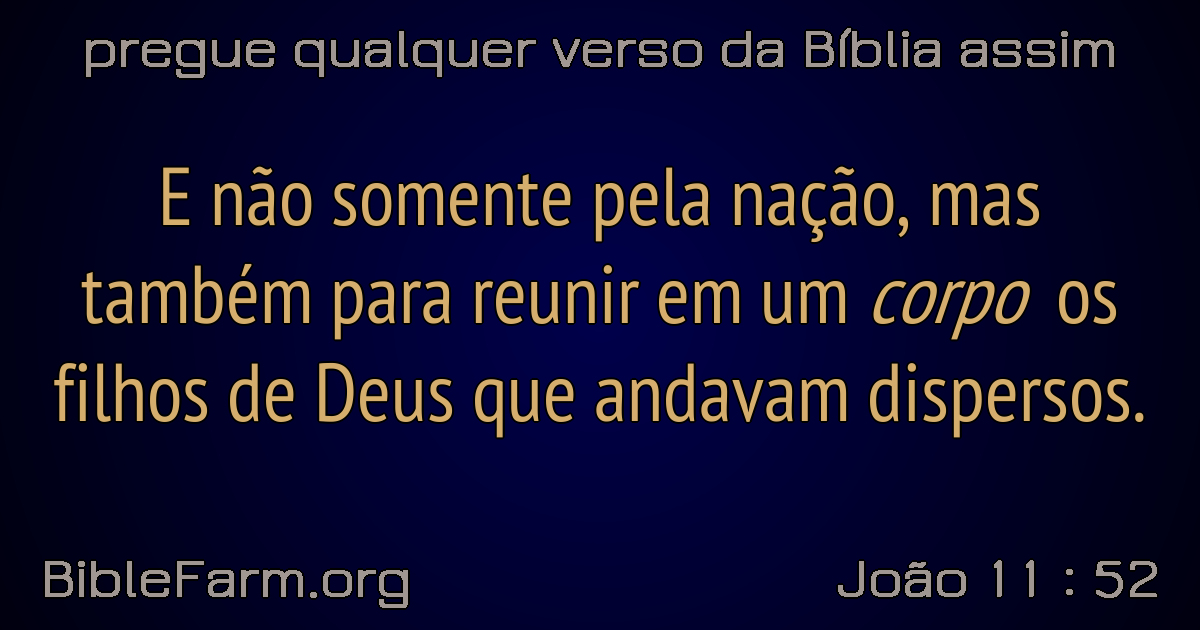 pregue qualquer verso da Bíblia assim
E não somente pela nação, mas
também para reunir em um corpo os
filhos de Deus que andavam dispersos.
BibleFarm.org
João 11 : 52